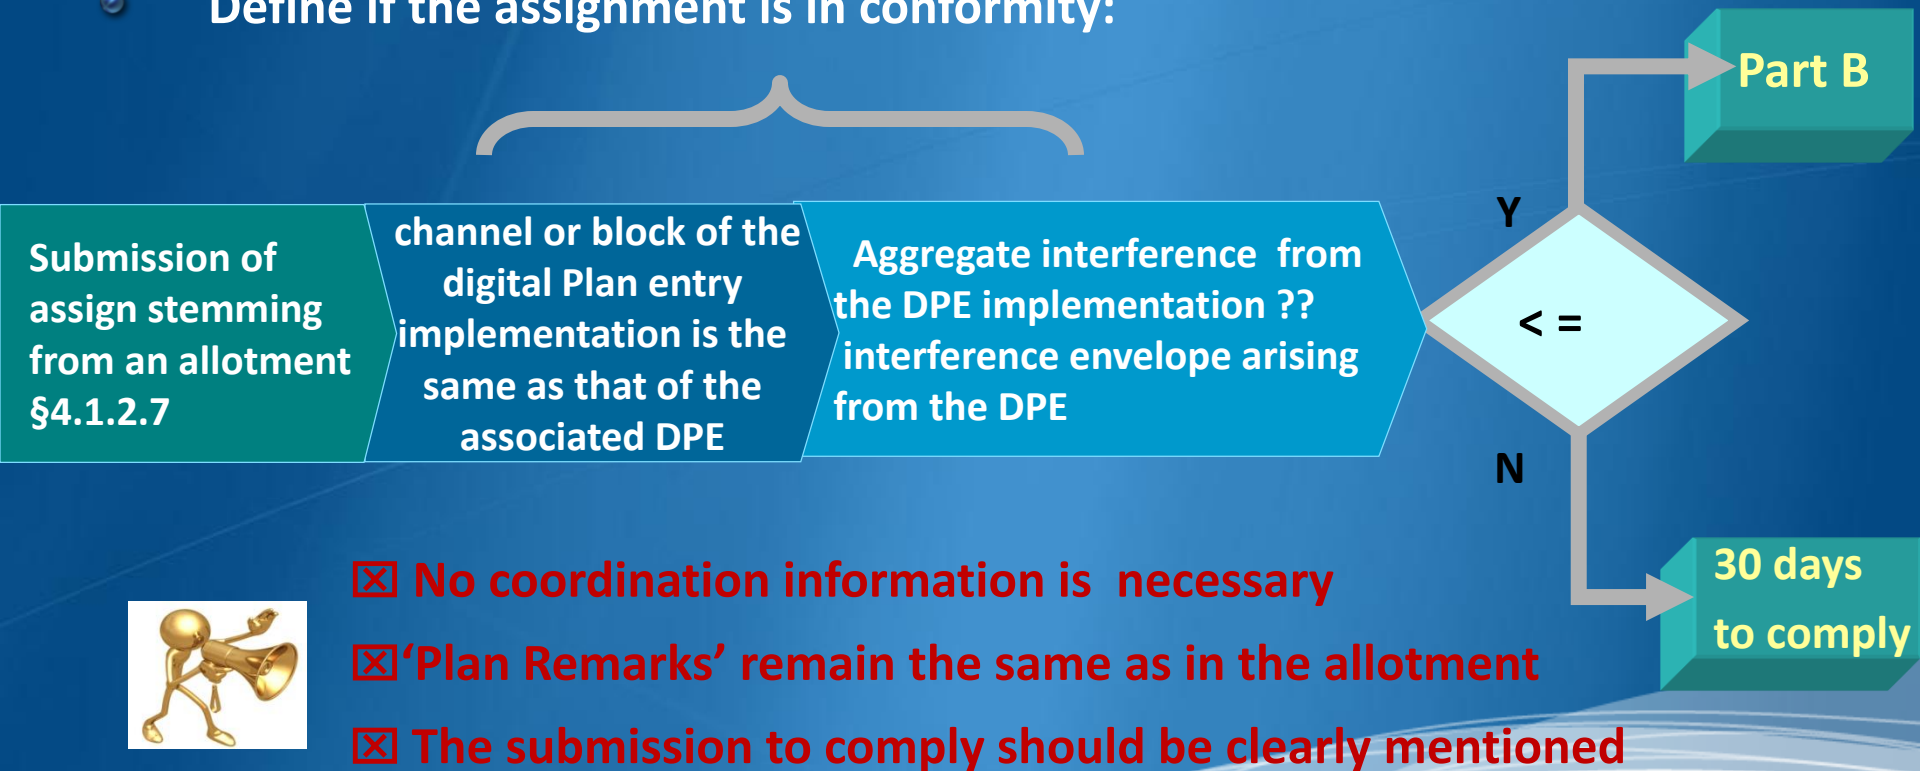 Define if the assignment is in conformity:
Part B
Submission of
assign stemming
from an allotment
§4.1.2.7
channel or block of the
digital Plan entry
implementation is the
same as that of the
associated DPE
Aggregate interference from
the DPE implementation ??
interference envelope arising
from the DPE
Y
< =
N
30 days
to comply
☒ No coordination information is necessary
☒‘Plan Remarks’ remain the same as in the allotment
☒ The submission to comply should be clearly mentioned